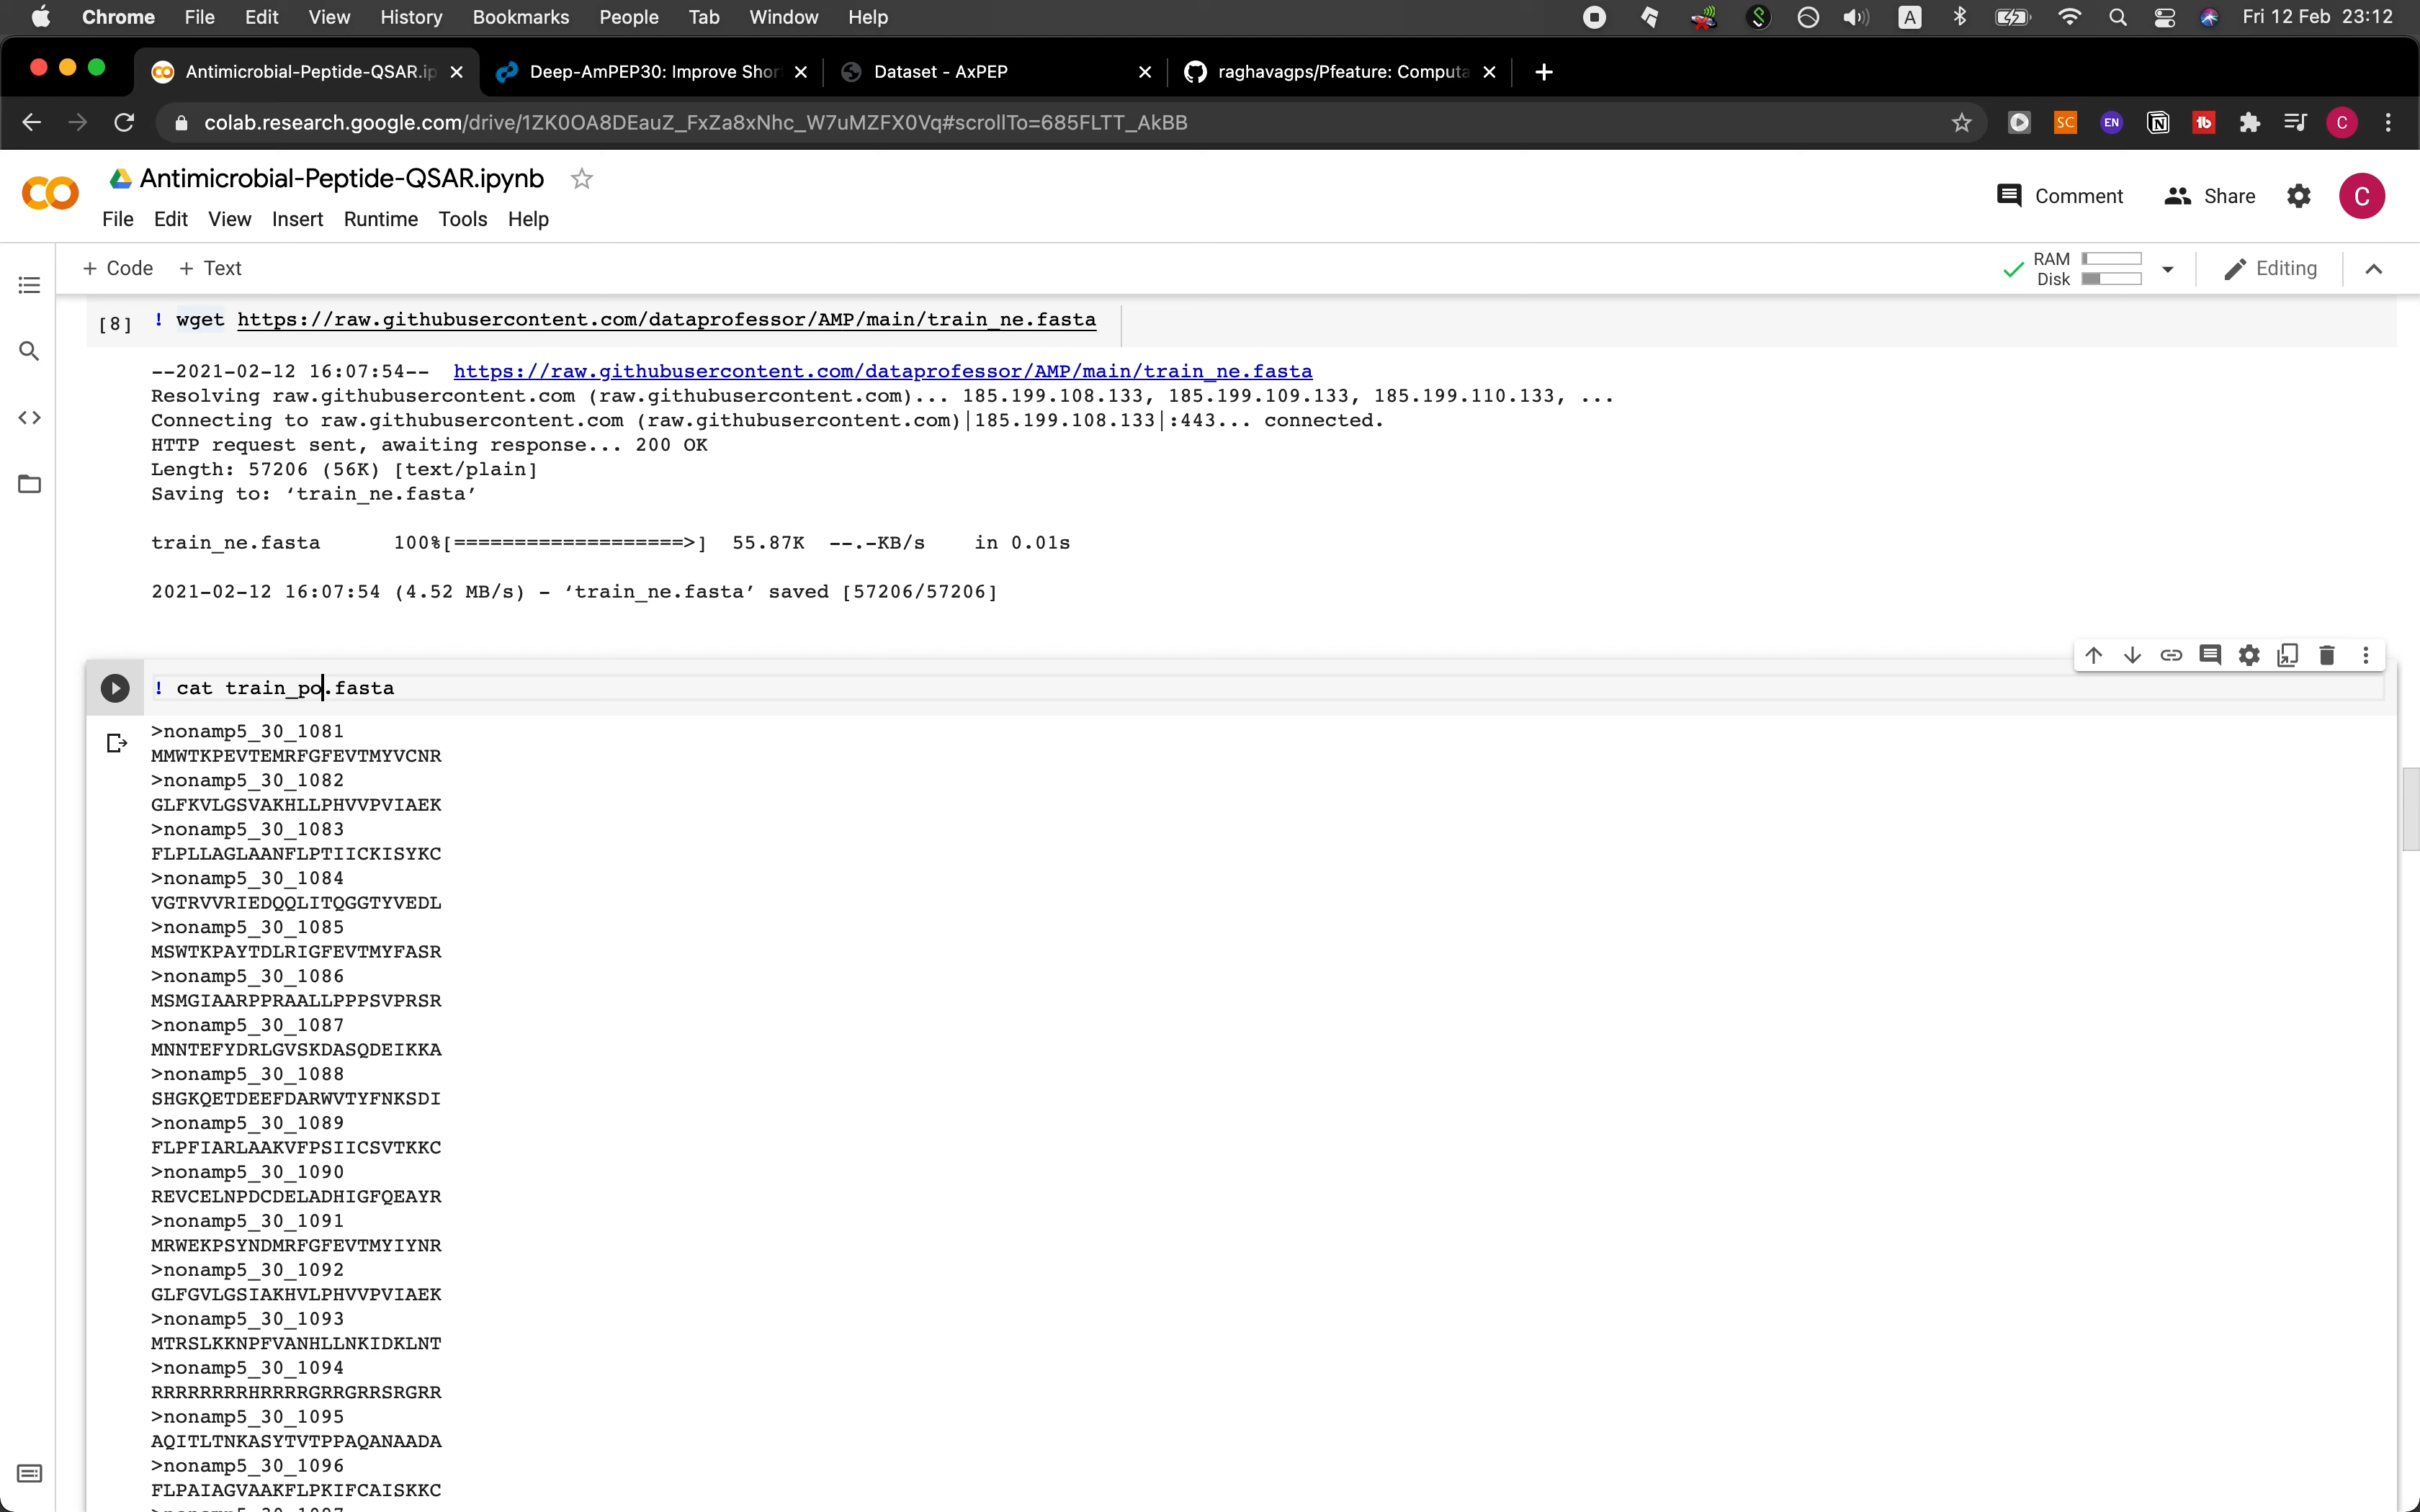 Chrome File Edit View History Bookmarks People Tab Window Help A Fri 12 Feb 23:12
Antimicrobial-Peptide-QSAR.ip Deep-AmPEP30: Improve Shor Dataset - AxPEP raghavagps/Pfeature: Computa
colab.research.google.com/drive/1ZK0OA8DEauZ_FxZa8xNhc_W7uMZFX0Vq#scrollTo=685FLTT_AkBB SC EN N tb C
Antimicrobial-Peptide-QSAR.ipynb
Comment Share C
File Edit View Insert Runtime Tools Help
+ Code + Text RAM Disk Editing
[8] ! wget https://raw.githubusercontent.com/dataprofessor/AMP/main/train_ne.fasta
--2021-02-12 16:07:54-- https://raw.githubusercontent.com/dataprofessor/AMP/main/train_ne.fasta
Resolving raw.githubusercontent.com (raw.githubusercontent.com)... 185.199.108.133, 185.199.109.133, 185.199.110.133, ...
Connecting to raw.githubusercontent.com (raw.githubusercontent.com)|185.199.108.133|:443... connected.
HTTP request sent, awaiting response... 200 OK
Length: 57206 (56K) [text/plain]
Saving to: ‘train_ne.fasta’
train_ne.fasta 100%[===================>] 55.87K --.-KB/s in 0.01s
2021-02-12 16:07:54 (4.52 MB/s) - ‘train_ne.fasta’ saved [57206/57206]
! cat train_po.fasta
>nonamp5_30_1081
MMWTKPEVTEMRFGFEVTMYVCNR
>nonamp5_30_1082
GLFKVLGSVAKHLLPHVVPVIAEK
>nonamp5_30_1083
FLPLLAGLAANFLPTIICKISYKC
>nonamp5_30_1084
VGTRVVRIEDQQLITQGGTYVEDL
>nonamp5_30_1085
MSWTKPAYTDLRIGFEVTMYFASR
>nonamp5_30_1086
MSMGIAARPPRAALLPPPSVPRSR
>nonamp5_30_1087
MNNTEFYDRLGVSKDASQDEIKKA
>nonamp5_30_1088
SHGKQETDEEFDARWVTYFNKSDI
>nonamp5_30_1089
FLPFIARLAAKVFPSIICSVTKKC
>nonamp5_30_1090
REVCELNPDCDELADHIGFQEAYR
>nonamp5_30_1091
MRWEKPSYNDMRFGFEVTMYIYNR
>nonamp5_30_1092
GLFGVLGSIAKHVLPHVVPVIAEK
>nonamp5_30_1093
MTRSLKKNPFVANHLLNKIDKLNT
>nonamp5_30_1094
RRRRRRRRHRRRRGRRGRRSRGRR
>nonamp5_30_1095
AQITLTNKASYTVTPPAQANAADA
>nonamp5_30_1096
FLPAIAGVAAKFLPKIFCAISKKC